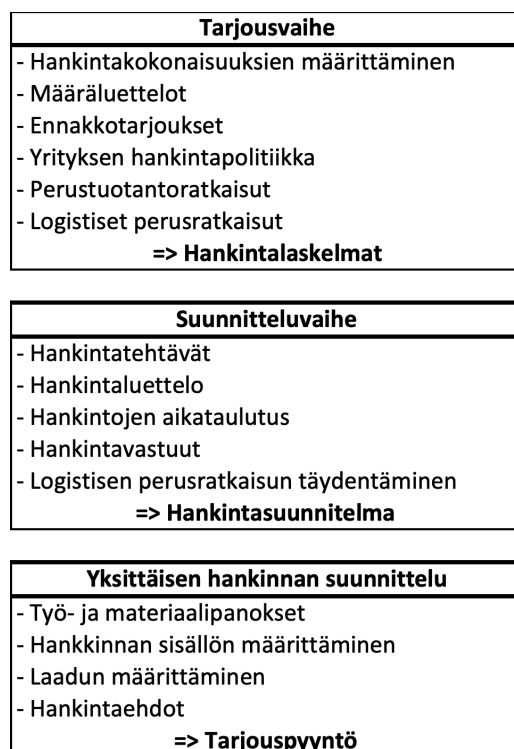 Tarjousvaihe
- Hankintakokonaisuuksien määrittäminen
- Määräluettelot
- Ennakkotarjoukset
- Yrityksen hankintapolitiikka
- Perustuotantoratkaisut
- Logistiset perusratkaisut
=> Hankintalaskelmat
Suunnitteluvaihe
- Hankintatehtävät
- Hankintaluettelo
- Hankintojen aikataulutus
- Hankintavastuut
- Logistisen perusratkaisun täydentäminen
=> Hankintasuunnitelma
Yksittäisen hankinnan suunnittelu
- Työ- ja materiaalipanokset
- Hankkinnan sisällön määrittäminen
- Laadun määrittäminen
- Hankintaehdot
=> Tarjouspyyntö